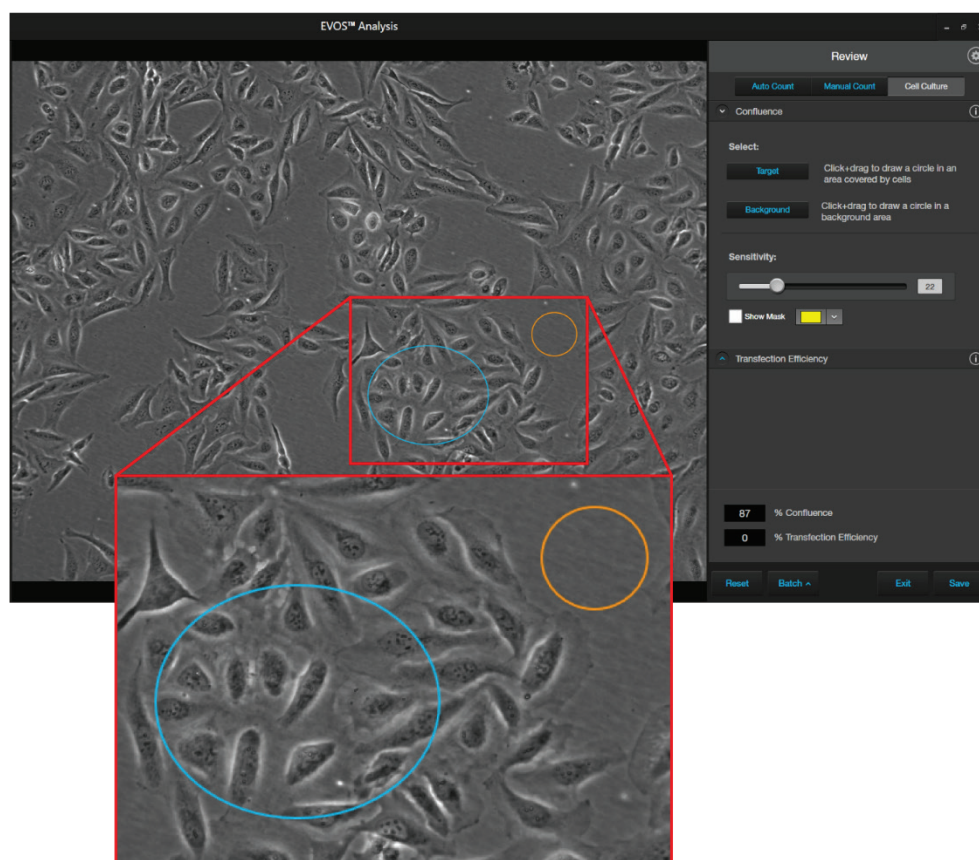 EVOS™ Analysis
Review
Auto Count Manual Count Cell Culture
Confluence
Select:
Target
Click+drag to draw a circle in an
area covered by cells
Background
Click+drag to draw a circle in a
background area
Sensitivity:
22
Show Mask
Transfection Efficiency
87 % Confluence
0 % Transfection Efficiency
Reset Batch Exit Save